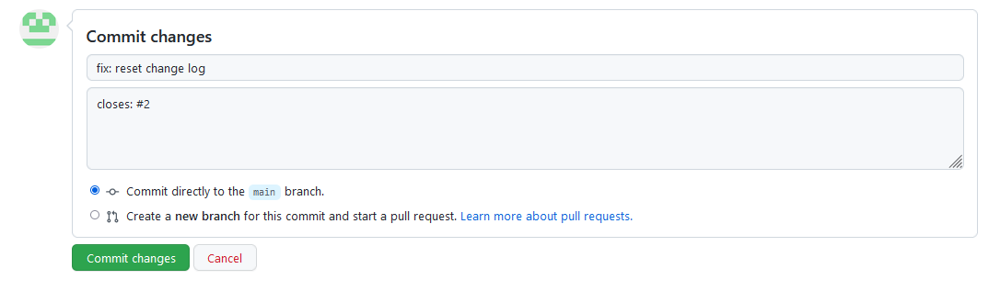 Commit changes
fix: reset change log
closes: #2
Commit directly to the main branch.
Create a new branch for this commit and start a pull request. Learn more about pull requests.
Commit changes
Cancel